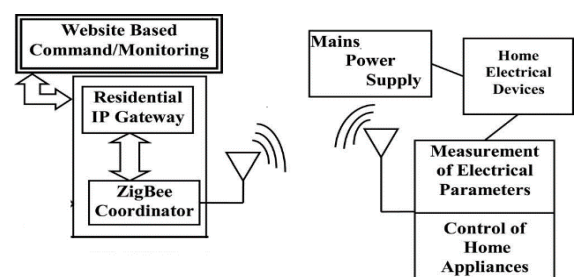 Website Based
Command/Monitoring
Residential
IP Gateway
ZigBee
Coordinator
Mains
Power
Supply
Home
Electrical
Devices
Measurement
of Electrical
Parameters
Control of
Home
Appliances